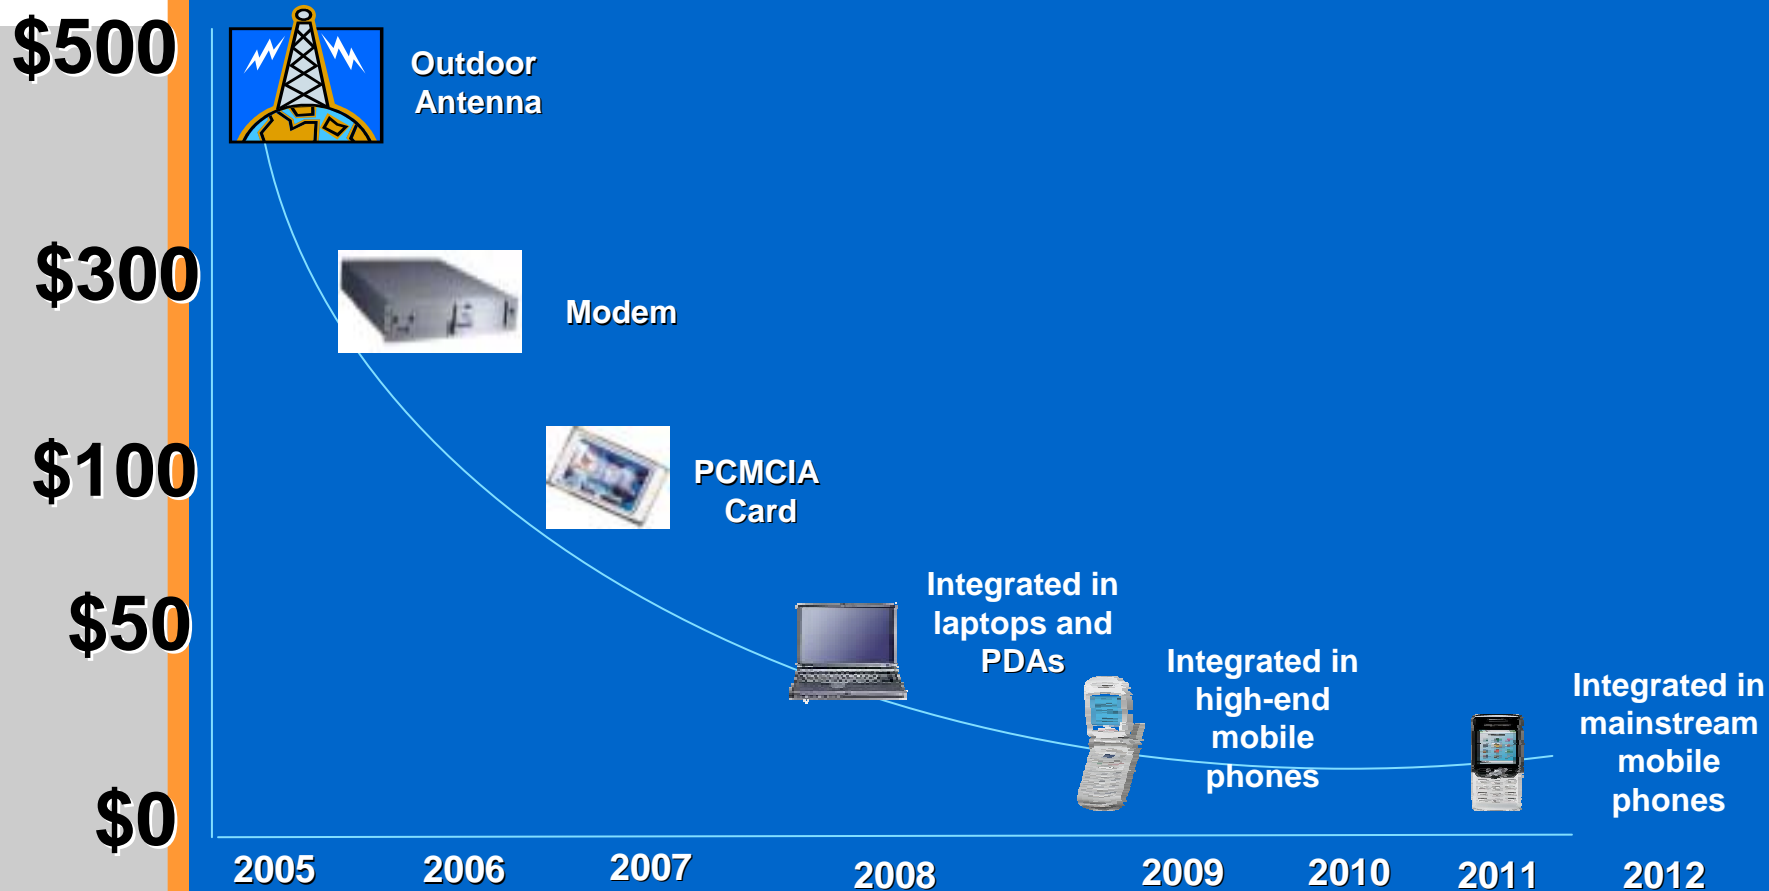 $500
Outdoor
Antenna
$300
Modem
$100
PCMCIA
Card
$50
Integrated in
laptops and
PDAs
Integrated in
high-end
mobile
phones
Integrated in
mainstream
mobile
phones
$0
2005
2006
2007
2008
2009
2010
2011
2012